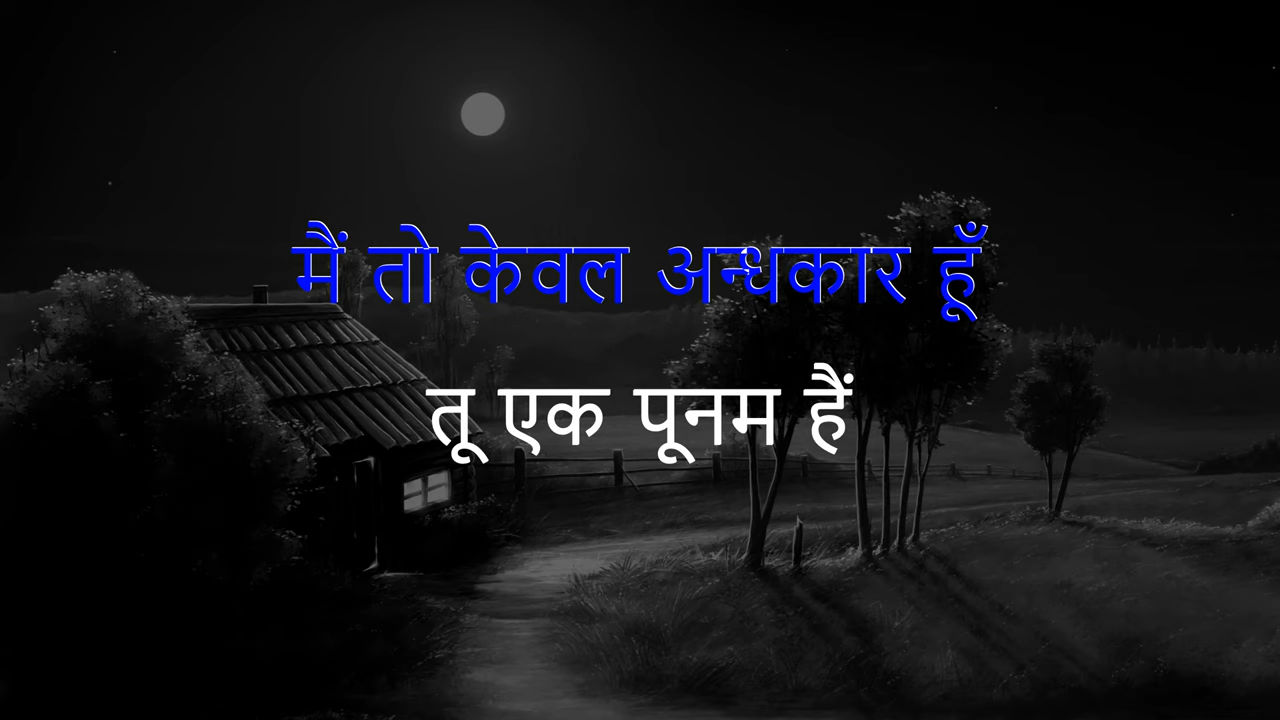 मैं तो केवल अन्धकार हूँ
तू एक पूनम हैं